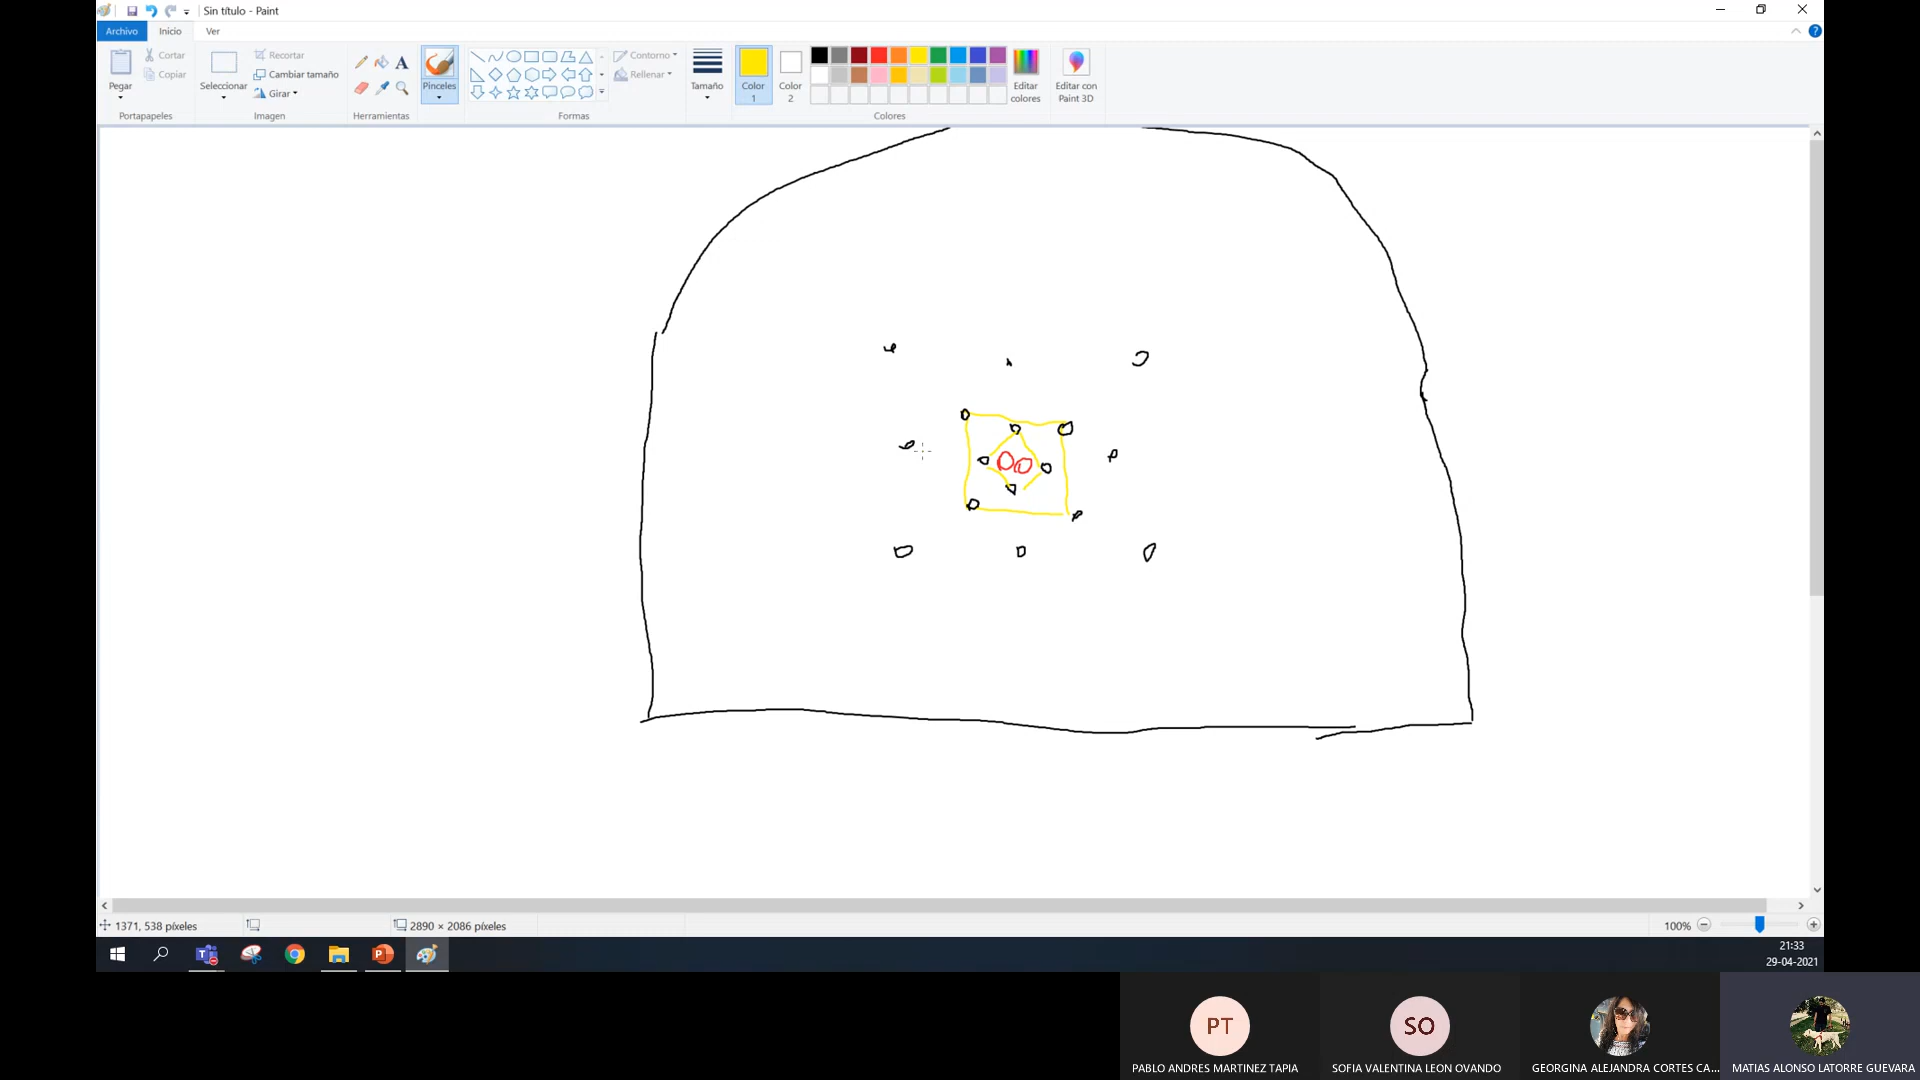 Sin título - Paint
Archivo Inicio Ver
Pegar
Cortar
Copiar
Portapapeles
Seleccionar
Recortar
Cambiar tamaño
Girar
Imagen
Herramientas
Pinceles
Formas
Contorno
Rellenar
Tamaño
Color 1
Color 2
Editar colores
Editar con Paint 3D
Colores
1371, 538 píxeles
2890 × 2086 píxeles
100%
21:33
29-04-2021
PT
SO
PABLO ANDRES MARTINEZ TAPIA
SOFIA VALENTINA LEON OVANDO
GEORGINA ALEJANDRA CORTES CA...
MATIAS ALONSO LATORRE GUEVARA